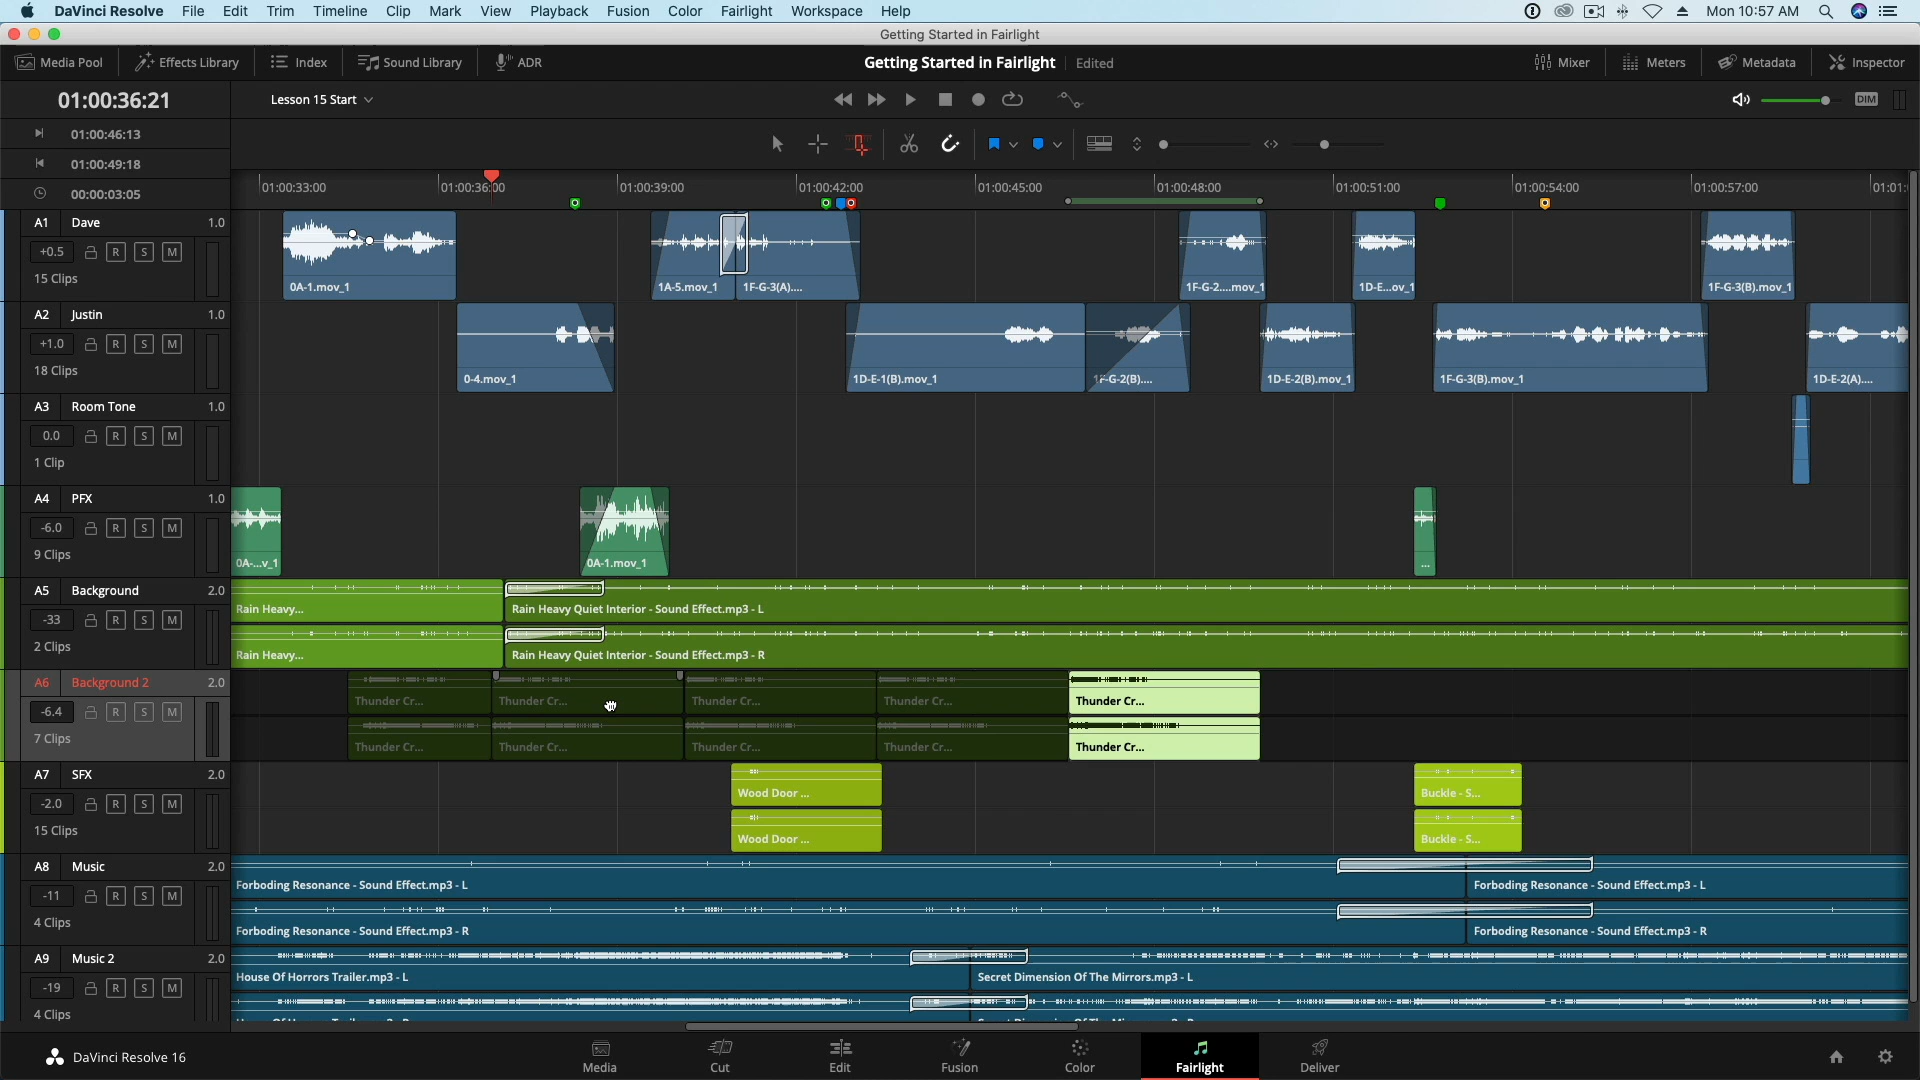 DaVinci Resolve File Edit Trim Timeline Clip Mark View Playback Fusion Color Fairlight Workspace Help Mon 10:57 AM
Getting Started in Fairlight
Media Pool Effects Library Index Sound Library ADR Getting Started in Fairlight Edited Mixer Meters Metadata Inspector
01:00:36:21 Lesson 15 Start DIM
01:00:46:13
01:00:49:18
00:00:03:05
01:00:33:00 01:00:36:00 01:00:39:00 01:00:42:00 01:00:45:00 01:00:48:00 01:00:51:00 01:00:54:00 01:00:57:00 01:01:
A1 Dave 1.0
+0.5 R S M
15 Clips
0A-1.mov_1 1A-5.mov_1 1F-G-3(A).... 1F-G-2....mov_1 1D-E...ov_1 1F-G-3(B).mov_1
A2 Justin 1.0
+1.0 R S M
18 Clips
0-4.mov_1 1D-E-1(B).mov_1 1F-G-2(B).... 1D-E-2(B).mov_1 1F-G-3(B).mov_1 1D-E-2(A)....
A3 Room Tone 1.0
0.0 R S M
1 Clip
A4 PFX 1.0
-6.0 R S M
9 Clips
0A-...v_1 0A-1.mov_1 ...
A5 Background 2.0
-33 R S M
2 Clips
Rain Heavy... Rain Heavy Quiet Interior - Sound Effect.mp3 - L
Rain Heavy... Rain Heavy Quiet Interior - Sound Effect.mp3 - R
A6 Background 2 2.0
-6.4 R S M
7 Clips
Thunder Cr... Thunder Cr... Thunder Cr... Thunder Cr... Thunder Cr...
Thunder Cr... Thunder Cr... Thunder Cr... Thunder Cr... Thunder Cr...
A7 SFX 2.0
-2.0 R S M
15 Clips
Wood Door ... Buckle - S...
Wood Door ... Buckle - S...
A8 Music 2.0
-11 R S M
4 Clips
Forboding Resonance - Sound Effect.mp3 - L Forboding Resonance - Sound Effect.mp3 - L
Forboding Resonance - Sound Effect.mp3 - R Forboding Resonance - Sound Effect.mp3 - R
A9 Music 2 2.0
-19 R S M
4 Clips
House Of Horrors Trailer.mp3 - L Secret Dimension Of The Mirrors.mp3 - L
DaVinci Resolve 16 Media Cut Edit Fusion Color Fairlight Deliver